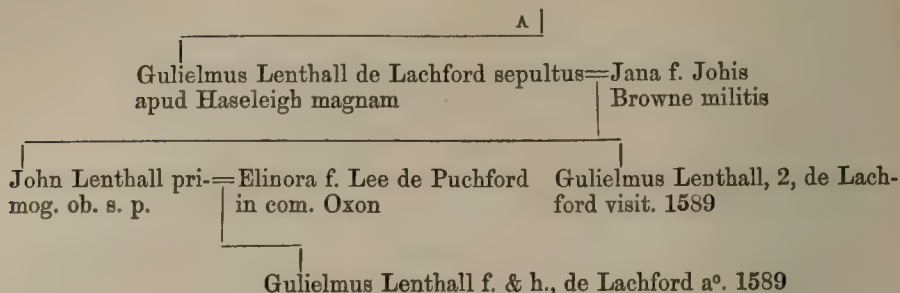 A
Gulielmus Lenthall de Lachford sepultus=Jana f. Johis
apud Haseleigh magnam Browne militis
John Lenthall pri-=Elinora f. Lee de Puchford Gulielmus Lenthall, 2, de Lach-
mog. ob. s. p. in com. Oxon ford visit. 1589
Gulielmus Lenthall f. & h., de Lachford aº. 1589